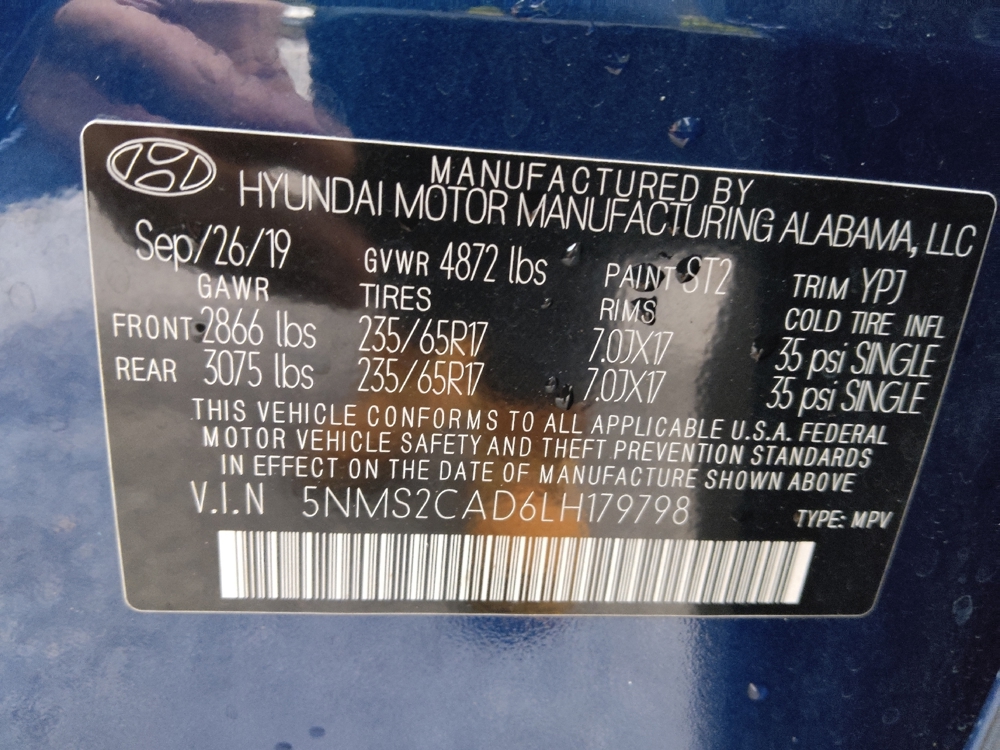 MANUFACTURED BY
HYUNDAI MOTOR MANUFACTURING ALABAMA, LLC
Sep/26/19 GVWR 4872 lbs PAINT ST2 TRIM YPJ
GAWR TIRES RIMS COLD TIRE INFL
FRONT 2866 lbs 235/65R17 7.0JX17 35 psi SINGLE
REAR 3075 lbs 235/65R17 7.0JX17 35 psi SINGLE
THIS VEHICLE CONFORMS TO ALL APPLICABLE U.S.A. FEDERAL
MOTOR VEHICLE SAFETY AND THEFT PREVENTION STANDARDS
IN EFFECT ON THE DATE OF MANUFACTURE SHOWN ABOVE
V.I.N 5NMS2CAD6LH179798 TYPE: MPV